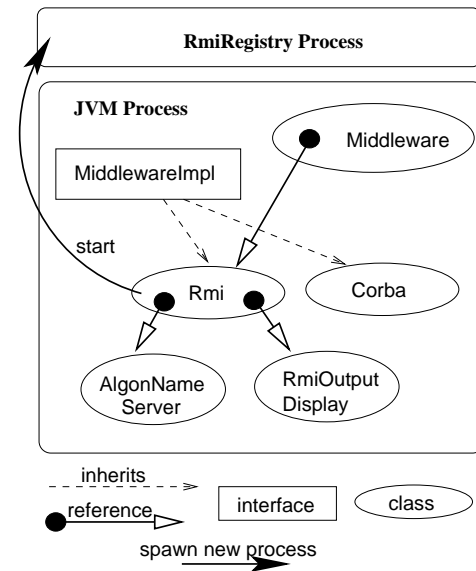 RmiRegistry Process
JVM Process
Middleware
MiddlewareImpl
start
Rmi
Corba
AlgonName
Server
RmiOutput
Display
inherits
reference
interface
class
spawn new process